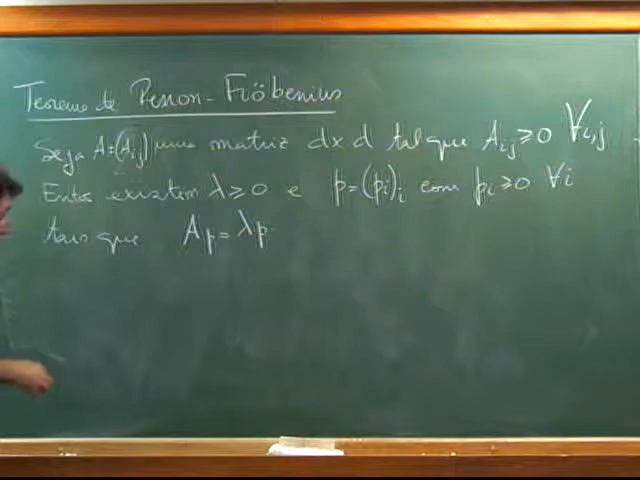 Teorema de Perron-Fröbenius
Seja A=(Aij) uma matriz dxd tal que Aij≥0 ∀i,j
Entos existem λ≥0 e p=(pi)i com pi≥0 ∀i
tais que Ap=λp.